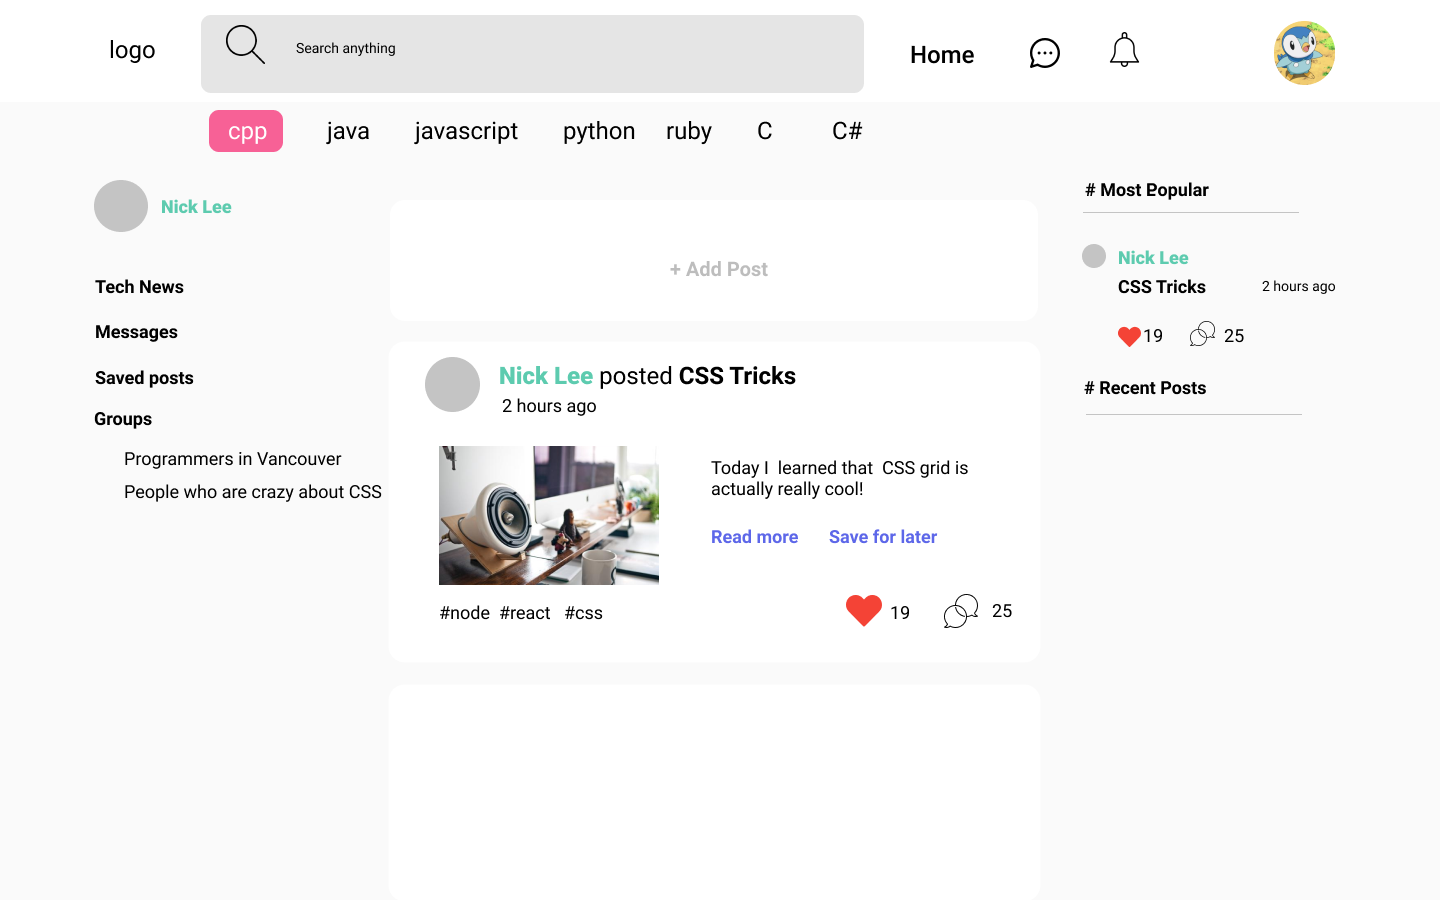 logo
Search anything
Home
cpp java javascript python ruby C C#
Nick Lee
Tech News
Messages
Saved posts
Groups
Programmers in Vancouver
People who are crazy about CSS
+ Add Post
Nick Lee posted CSS Tricks
2 hours ago
Today I learned that CSS grid is
actually really cool!
Read more Save for later
#node #react #css
19 25
# Most Popular
Nick Lee
CSS Tricks 2 hours ago
19 25
# Recent Posts